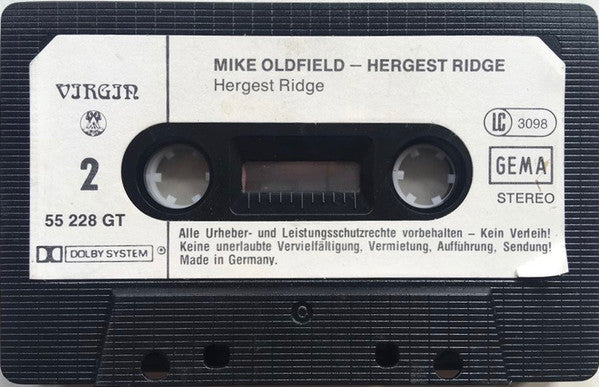 MIKE OLDFIELD – HERGEST RIDGE
Hergest Ridge
VIRGIN
2
55 228 GT
DOLBY SYSTEM
LC 3098
GEMA
STEREO
Alle Urheber- und Leistungsschutzrechte vorbehalten – Kein Verleih!
Keine unerlaubte Vervielfältigung, Vermietung, Aufführung, Sendung!
Made in Germany.